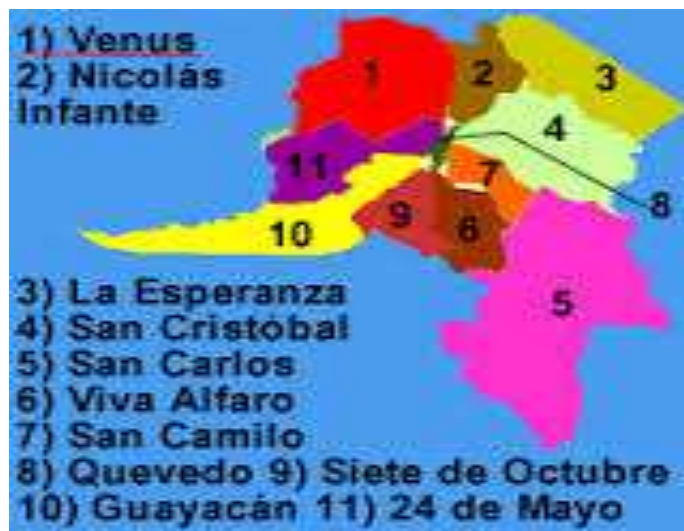 1) Venus
2) Nicolás
Infante
1
2
3
4
11
7
8
9
6
10
5
3) La Esperanza
4) San Cristóbal
5) San Carlos
6) Viva Alfaro
7) San Camilo
8) Quevedo 9) Siete de Octubre
10) Guayacán 11) 24 de Mayo